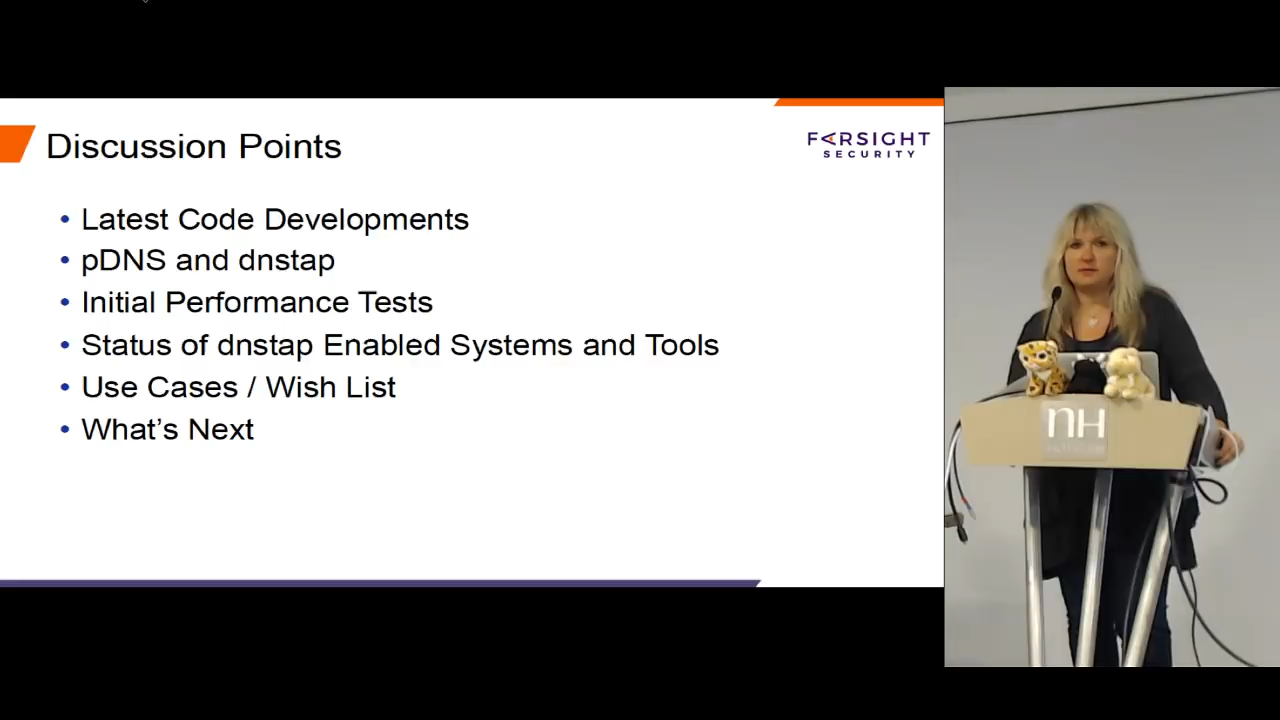 Discussion Points
FARSIGHT
SECURITY
• Latest Code Developments
• pDNS and dnstap
• Initial Performance Tests
• Status of dnstap Enabled Systems and Tools
• Use Cases / Wish List
• What’s Next
nH